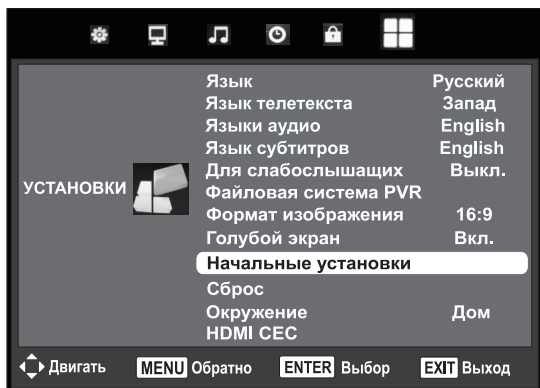 Язык Русский
Язык телетекста Запад
Языки аудио English
Язык субтитров English
Для слабослышащих Выкл.
УСТАНОВКИ
Файловая система PVR
Формат изображения 16:9
Голубой экран Вкл.
Начальные установки
Сброс
Окружение Дом
HDMI CEC
Двигать MENU Обратно ENTER Выбор EXIT Выход